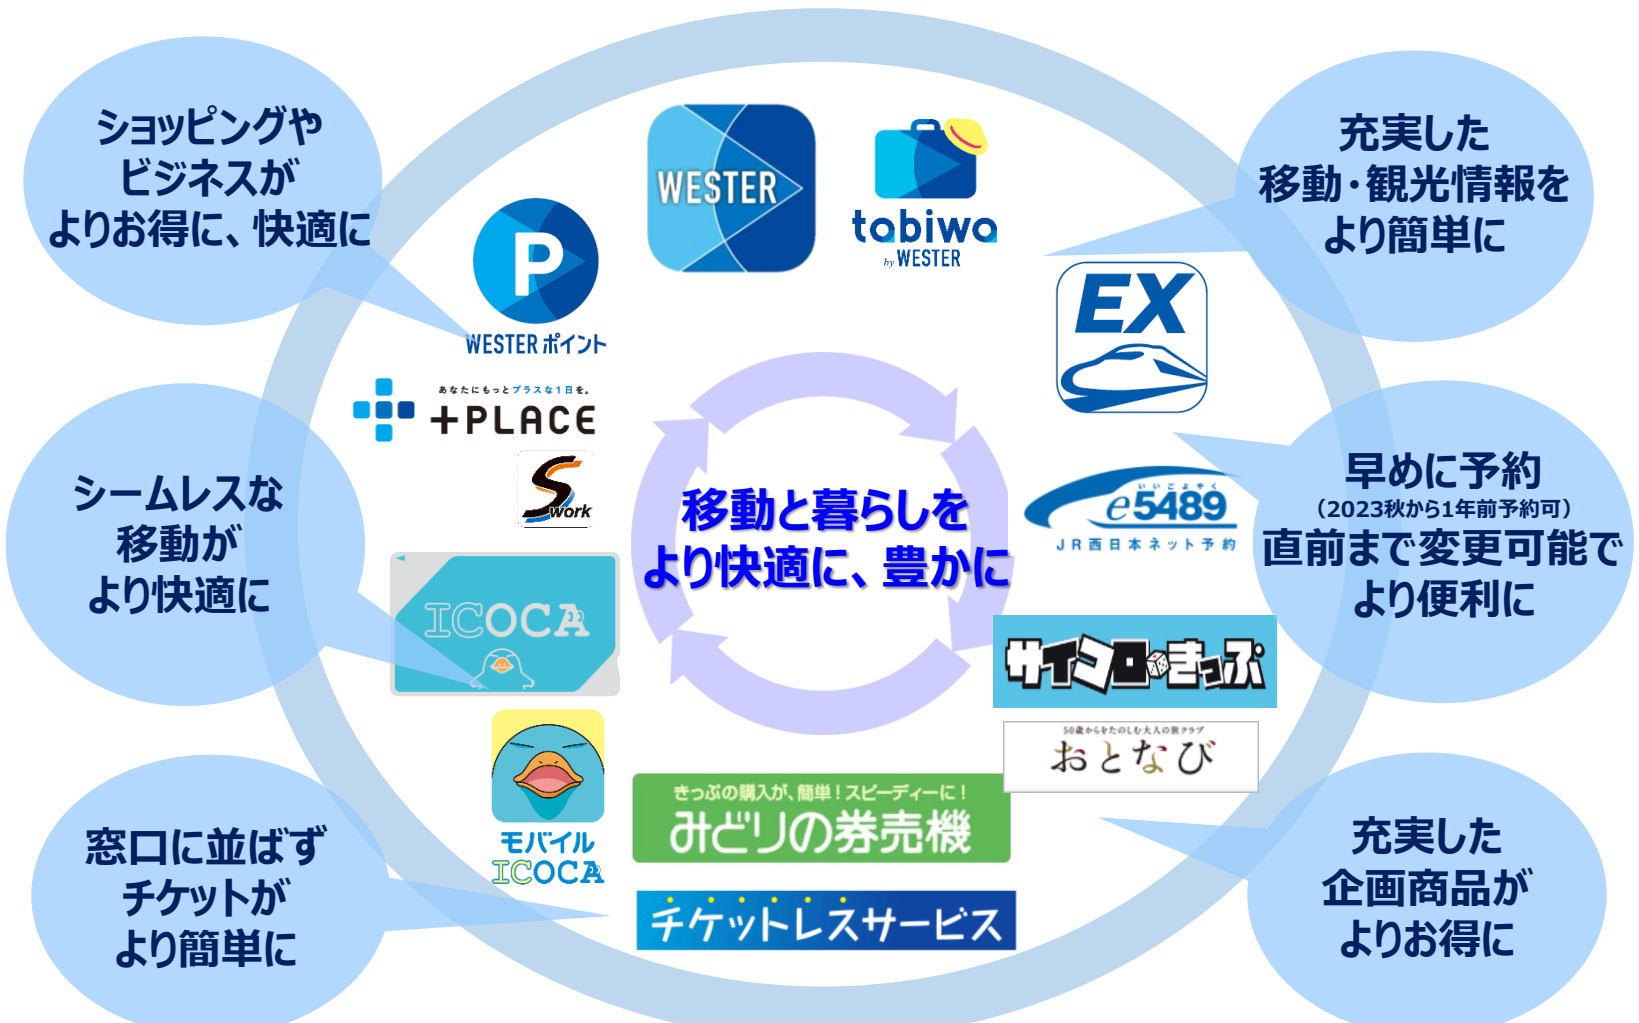 ショッピングや
ビジネスが
よりお得に、快適に
充実した
移動・観光情報を
より簡単に
WESTER
tabiwa
by WESTER
P
WESTER ポイント
EX
あなたにもっとプラスな1日を。
+PLACE
S work
シームレスな
移動が
より快適に
移動と暮らしを
より快適に、豊かに
いいごよやく
e5489
JR西日本ネット予約
早めに予約
（2023秋から1年前予約可）
直前まで変更可能で
より便利に
ICOCA
サイコロきっぷ
50歳からをたのしむ大人の旅クラブ
おとなび
モバイル
ICOCA
きっぷの購入が、簡単！スピーディーに！
みどりの券売機
チケットレスサービス
窓口に並ばず
チケットが
より簡単に
充実した
企画商品が
よりお得に